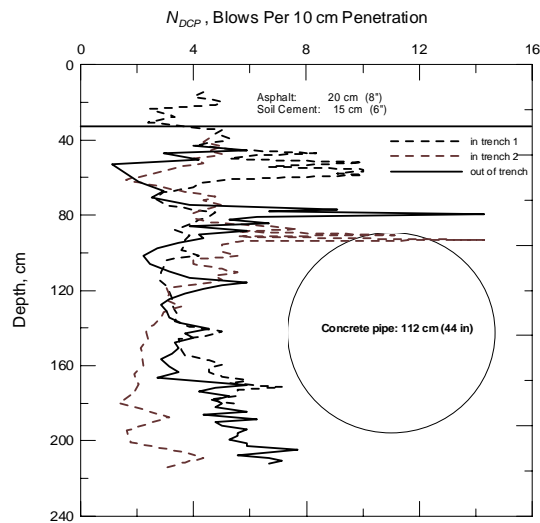 N_DCP , Blows Per 10 cm Penetration
0 4 8 12 16
0
40
80
120
160
200
240
Depth, cm
Asphalt: 20 cm (8")
Soil Cement: 15 cm (6")
in trench 1
in trench 2
out of trench
Concrete pipe: 112 cm (44 in)